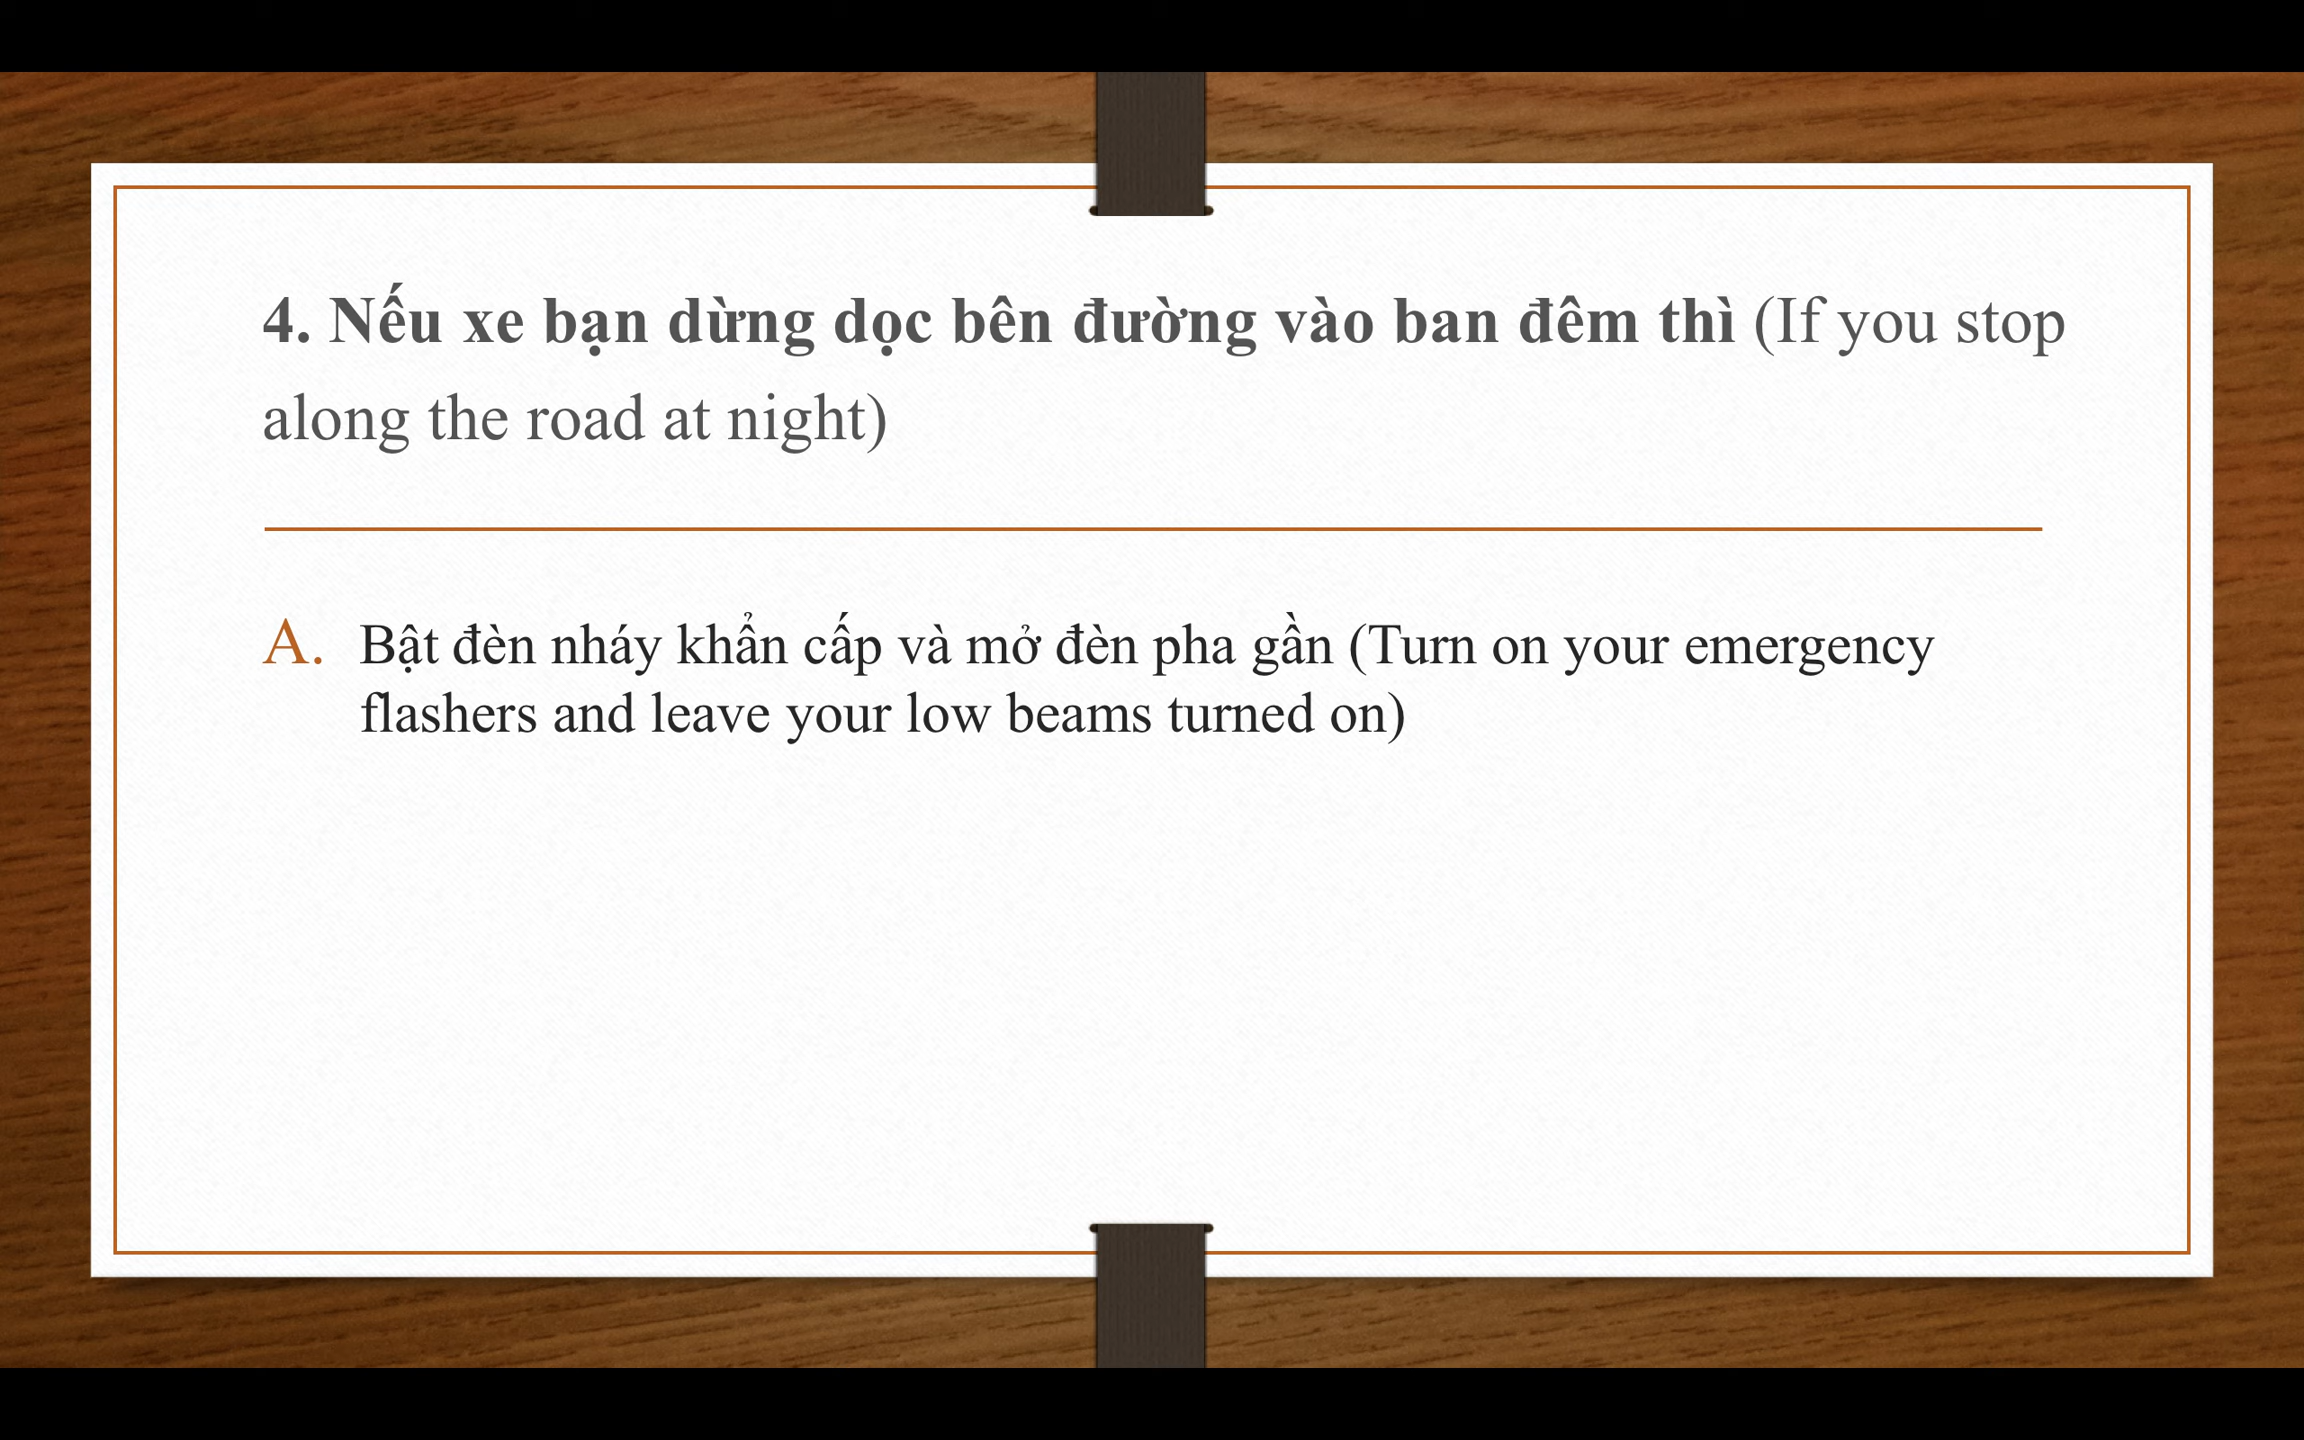 4. Nếu xe bạn dừng dọc bên đường vào ban đêm thì (If you stop
along the road at night)
A. Bật đèn nháy khẩn cấp và mở đèn pha gần (Turn on your emergency
flashers and leave your low beams turned on)